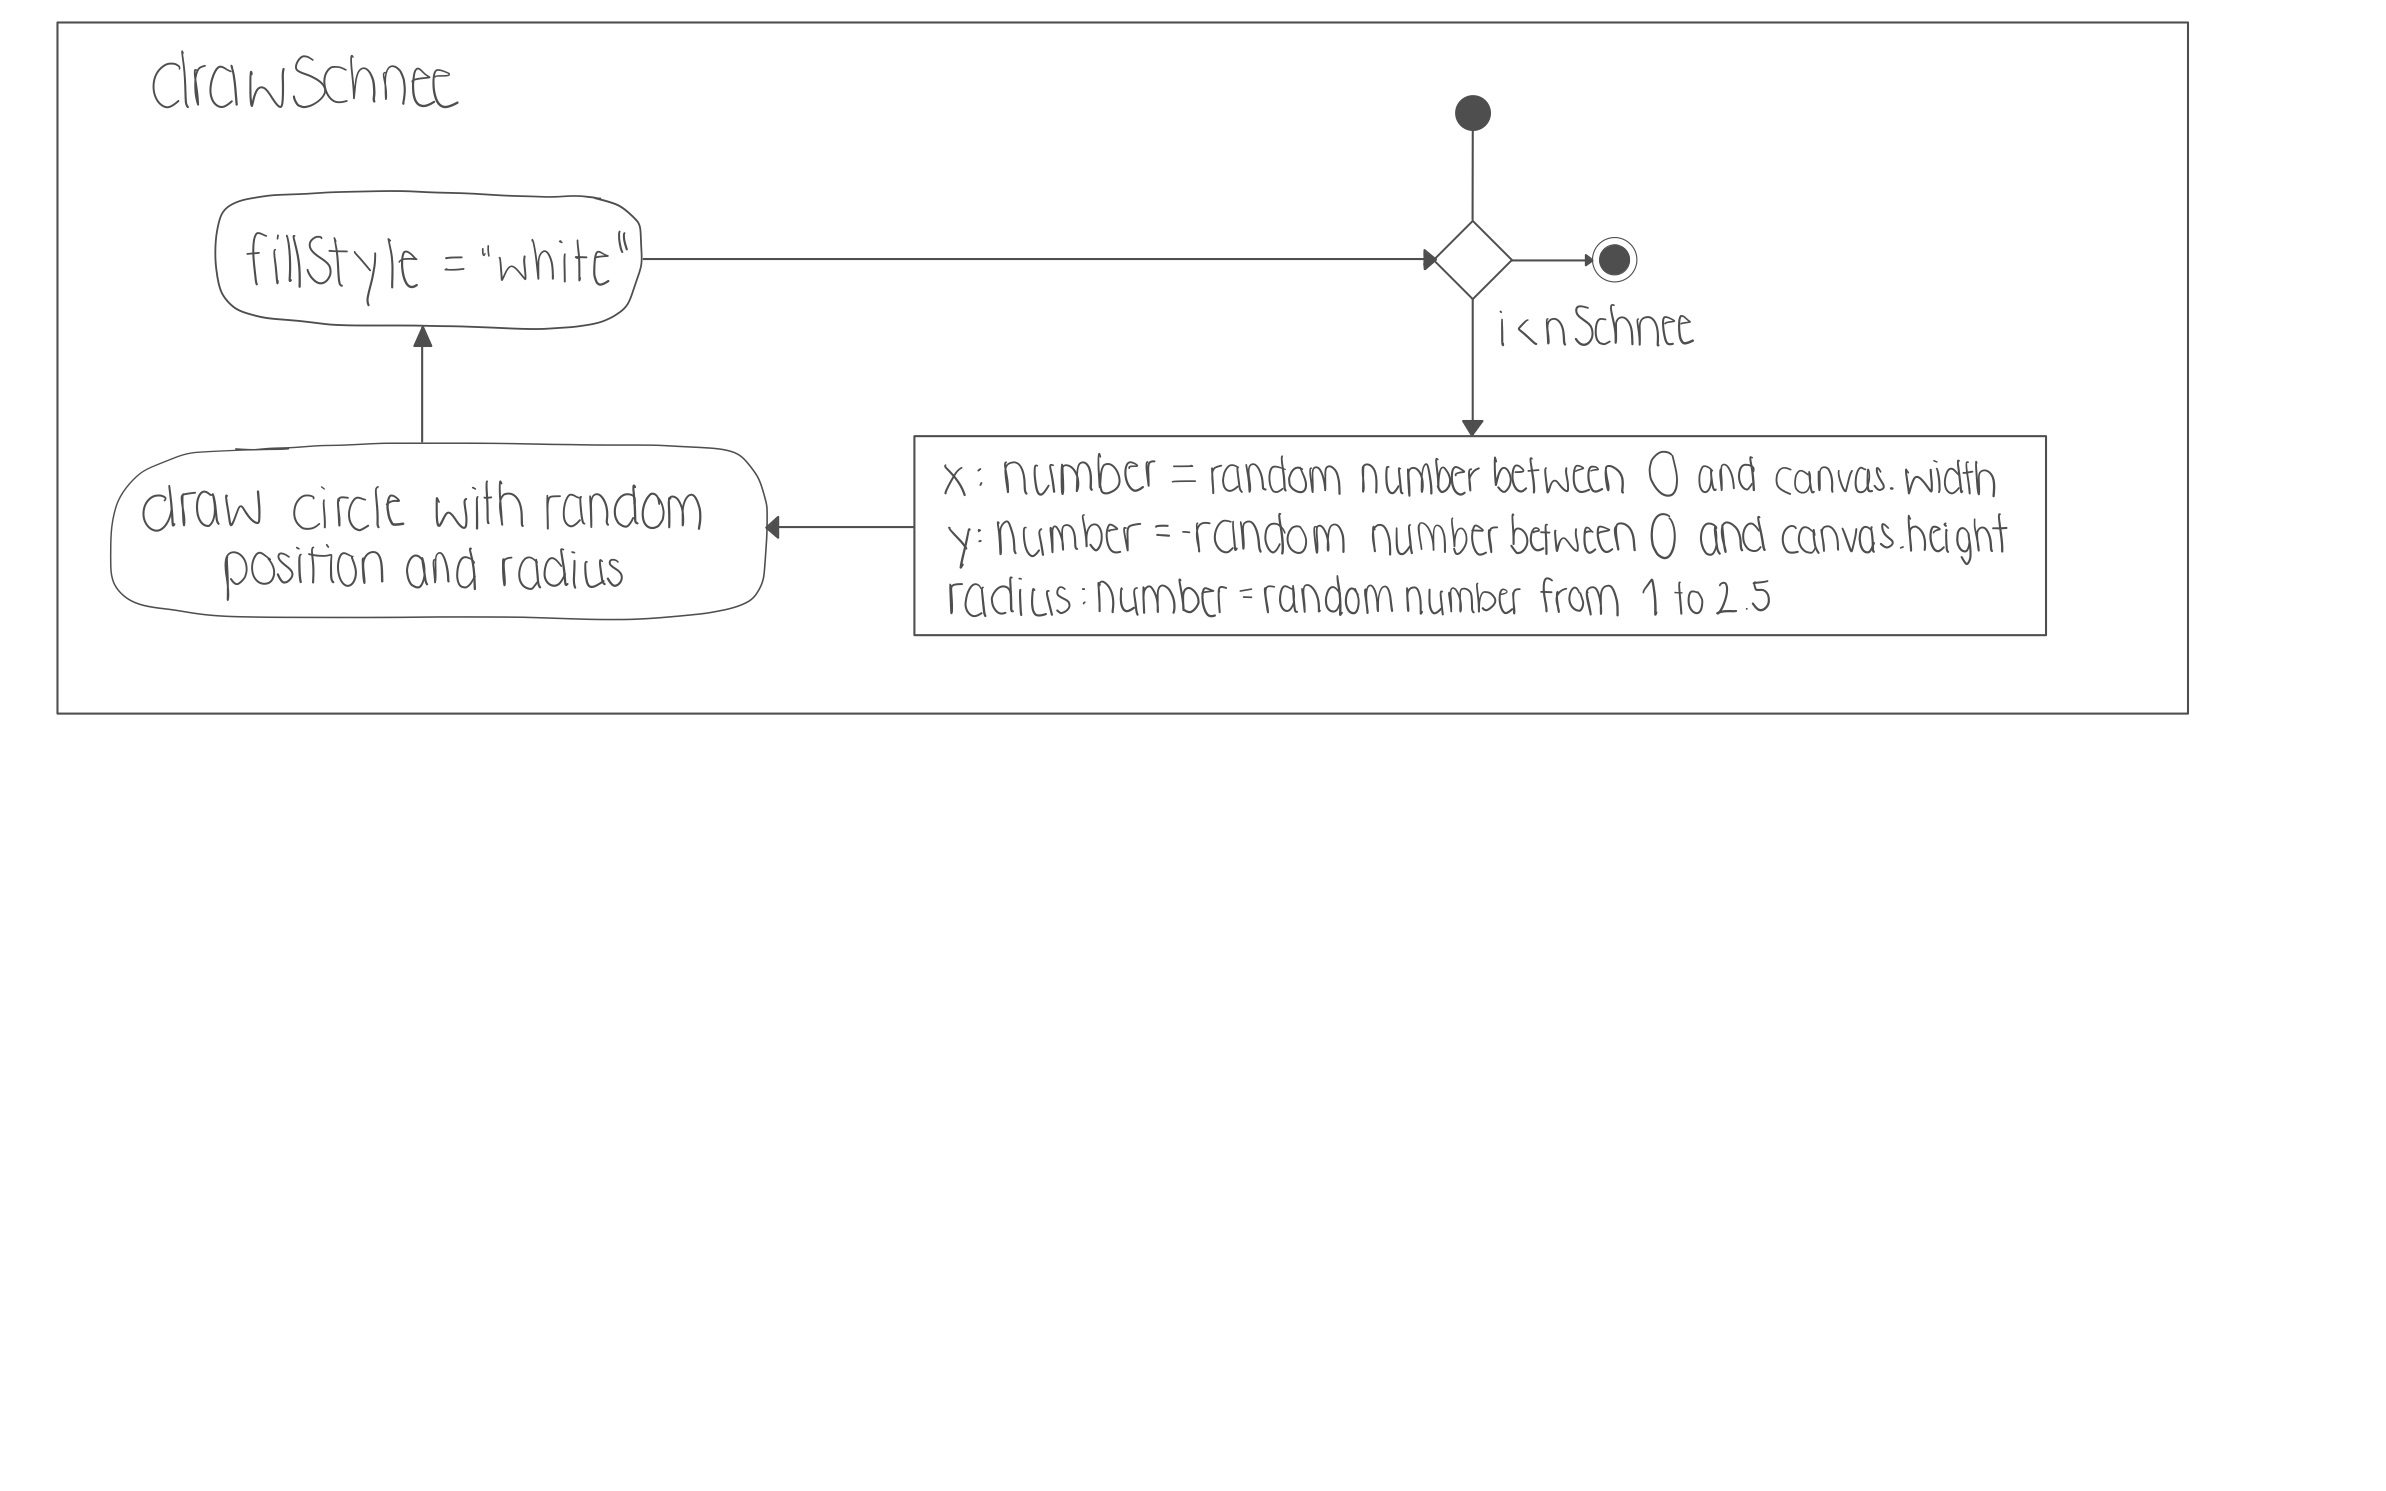 drawSchnee
fillStyle = "white"
i < nSchnee
x: number = random number between 0 and canvas.width
y: number = random number between 0 and canvas.height
radius: number = random number from 1 to 2.5
draw circle with random
position and radius